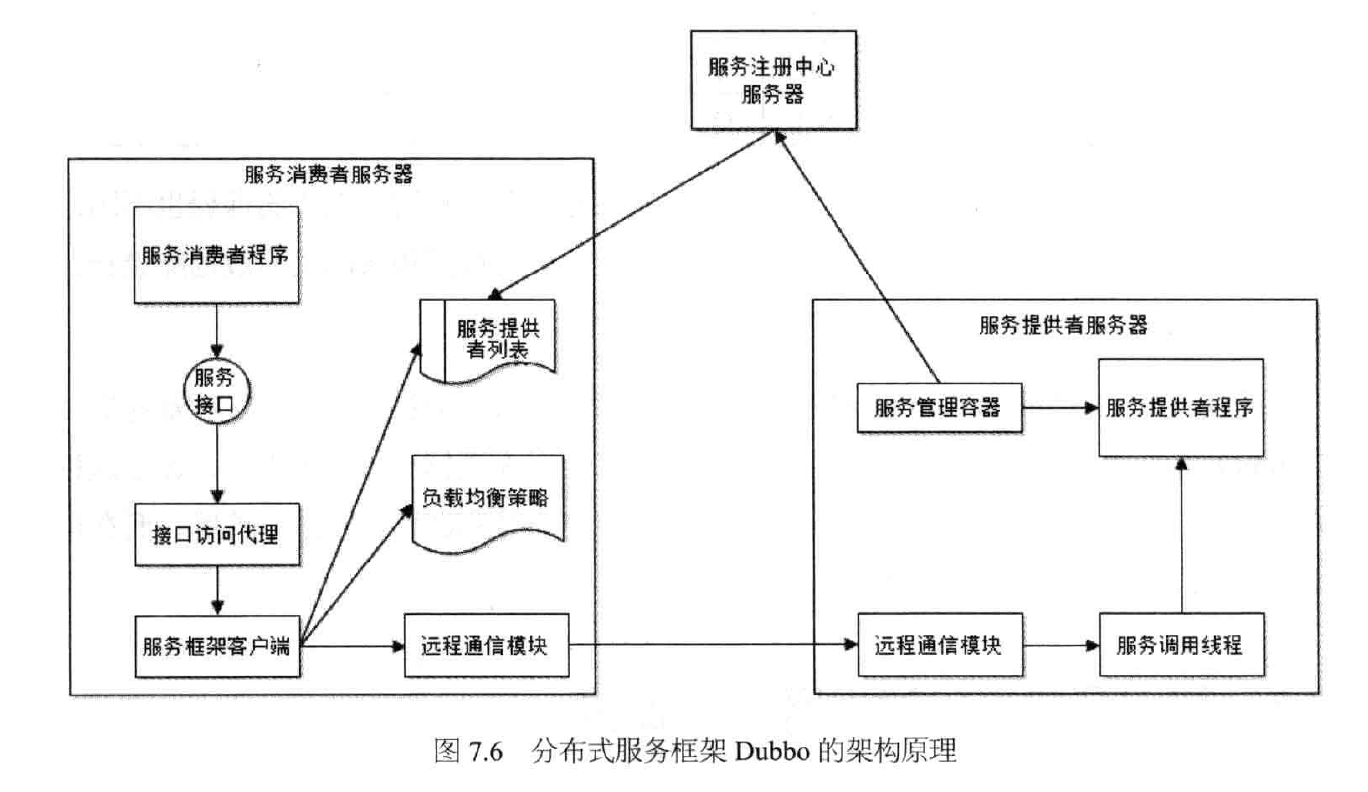 服务注册中心
服务器
服务消费者服务器
服务消费者程序
服务
接口
接口访问代理
服务框架客户端
服务提供
者列表
负载均衡策略
远程通信模块
服务提供者服务器
服务管理容器
服务提供者程序
远程通信模块
服务调用线程
图 7.6 分布式服务框架 Dubbo 的架构原理